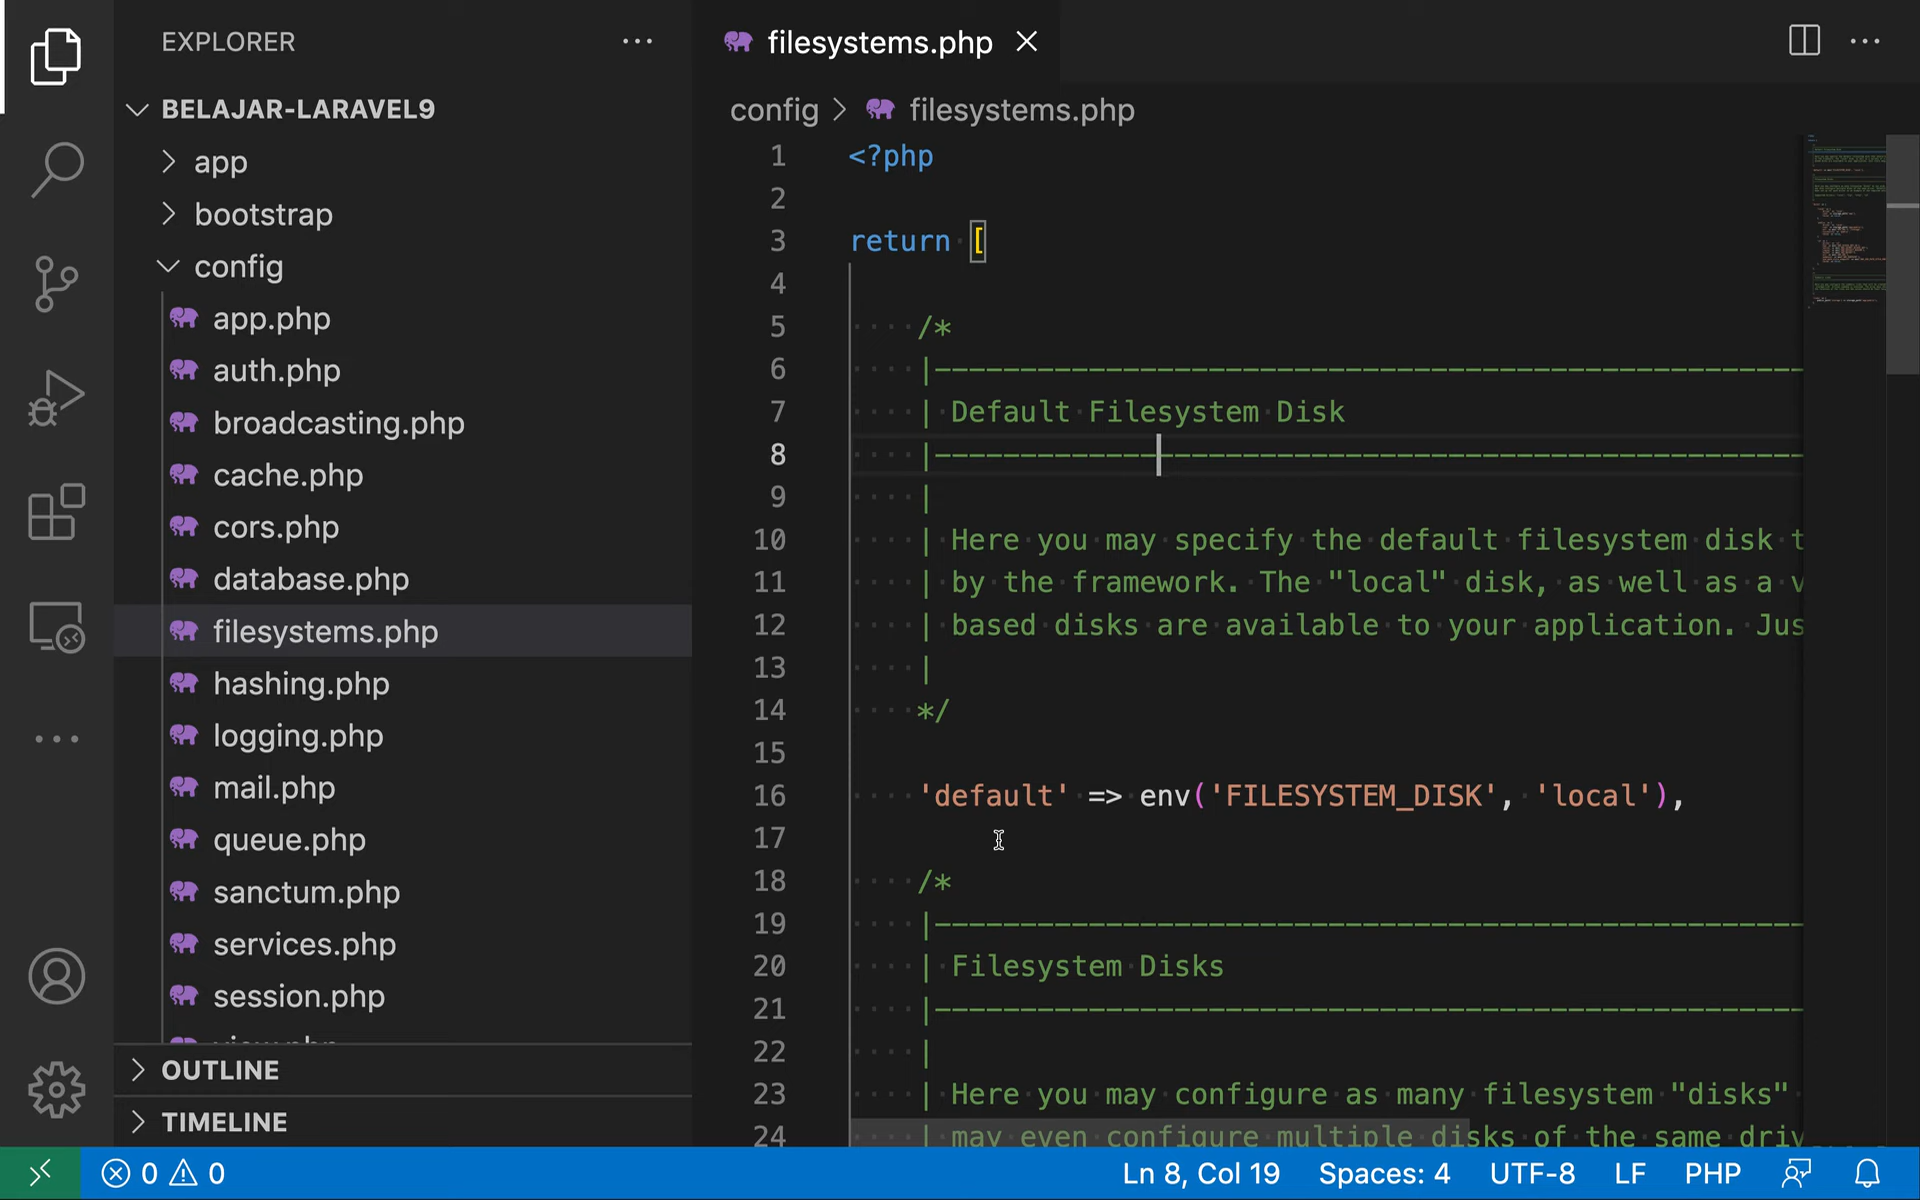 EXPLORER
BELAJAR-LARAVEL9
app
bootstrap
config
app.php
auth.php
broadcasting.php
cache.php
cors.php
database.php
filesystems.php
hashing.php
logging.php
mail.php
queue.php
sanctum.php
services.php
session.php
OUTLINE
TIMELINE
filesystems.php
config > filesystems.php
1 <?php
2
3 return [
4
5 /*
6 |--------------------------------------------------
7 | Default Filesystem Disk
8 |--------------------------------------------------
9 |
10 | Here you may specify the default filesystem disk t
11 | by the framework. The "local" disk, as well as a v
12 | based disks are available to your application. Jus
13 |
14 */
15
16 'default' => env('FILESYSTEM_DISK', 'local'),
17
18 /*
19 |--------------------------------------------------
20 | Filesystem Disks
21 |--------------------------------------------------
22 |
23 | Here you may configure as many filesystem "disks"
24 | may even configure multiple disks of the same driv
0 0
Ln 8, Col 19 Spaces: 4 UTF-8 LF PHP